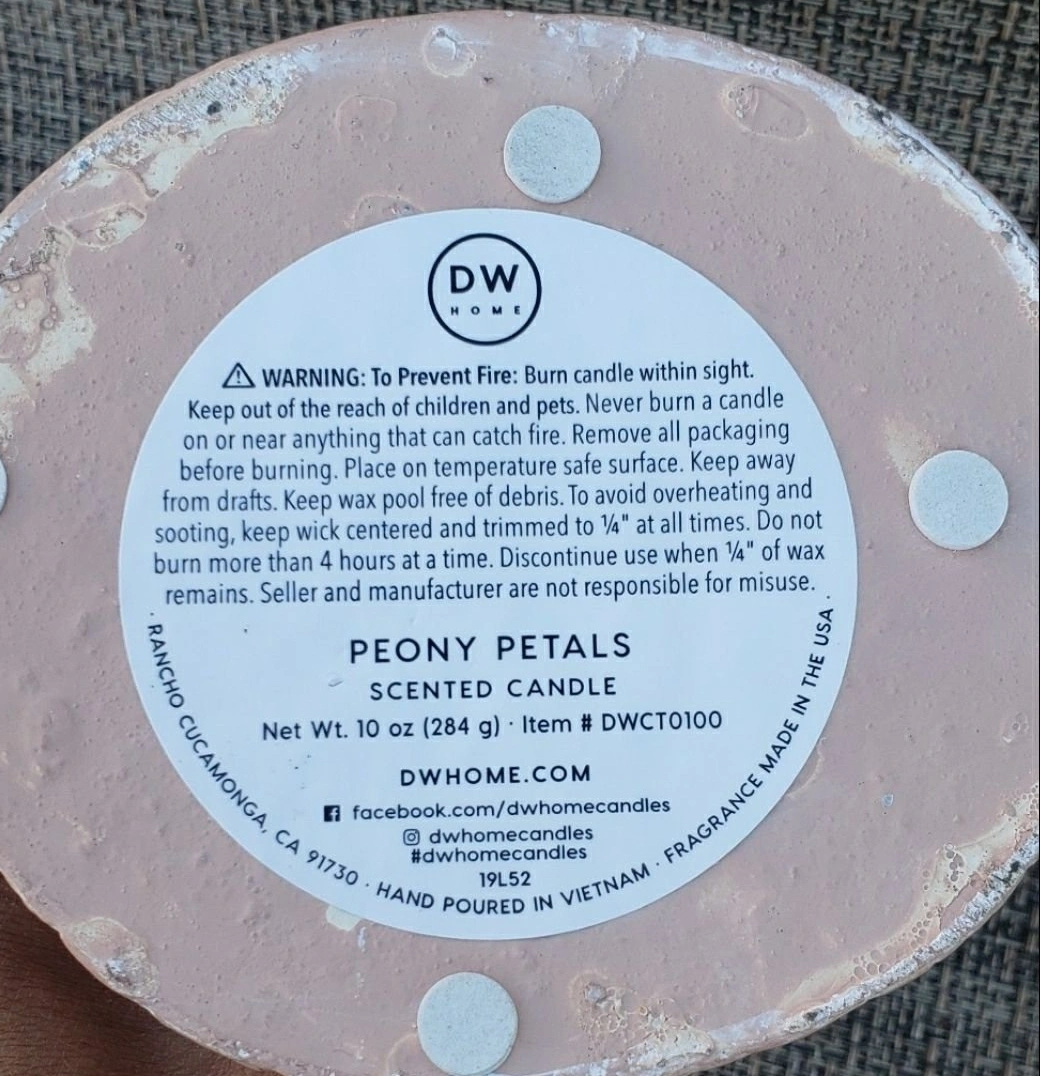 DW
HOME
⚠ WARNING: To Prevent Fire: Burn candle within sight.
Keep out of the reach of children and pets. Never burn a candle
on or near anything that can catch fire. Remove all packaging
before burning. Place on temperature safe surface. Keep away
from drafts. Keep wax pool free of debris. To avoid overheating and
sooting, keep wick centered and trimmed to ¼" at all times. Do not
burn more than 4 hours at a time. Discontinue use when ¼" of wax
remains. Seller and manufacturer are not responsible for misuse.
PEONY PETALS
SCENTED CANDLE
Net Wt. 10 oz (284 g) · Item # DWCT0100
DWHOME.COM
facebook.com/dwhomecandles
dwhomecandles
#dwhomecandles
19L52
· RANCHO CUCAMONGA, CA 91730 · HAND POURED IN VIETNAM · FRAGRANCE MADE IN THE USA ·